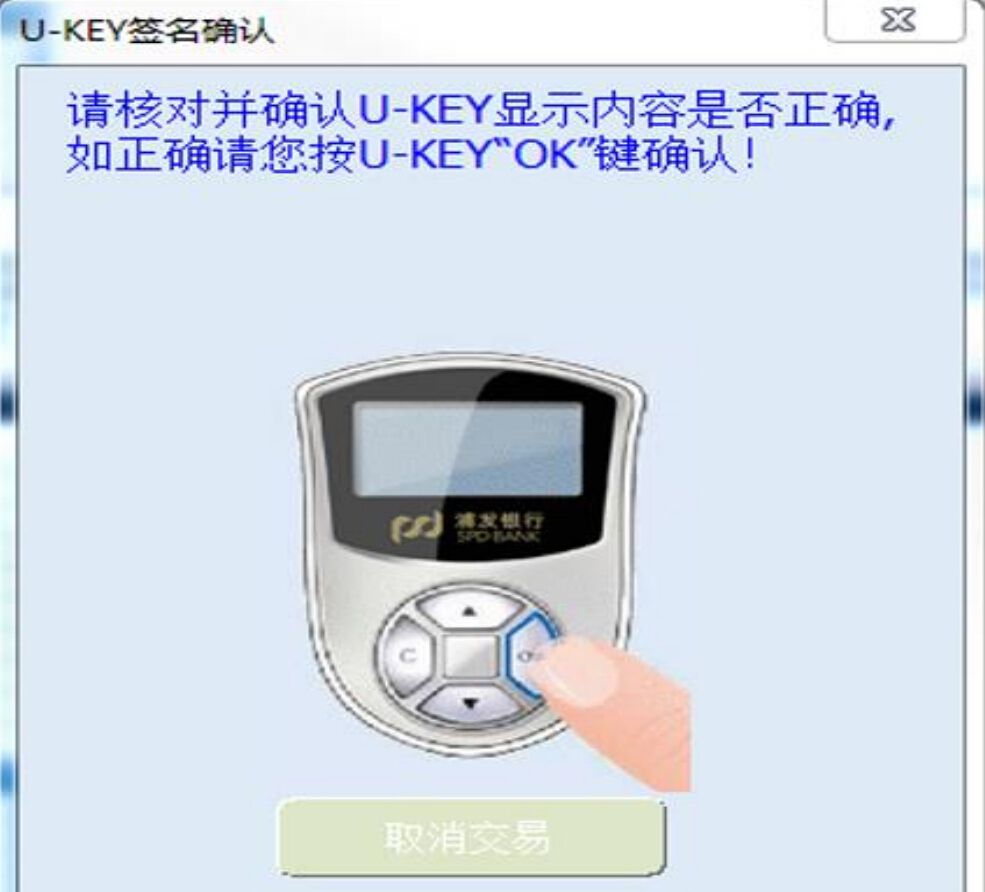 U-KEY签名确认
请核对并确认U-KEY显示内容是否正确,
如正确请您按U-KEY“OK”键确认！
浦发银行
SPD BANK
C
取消交易